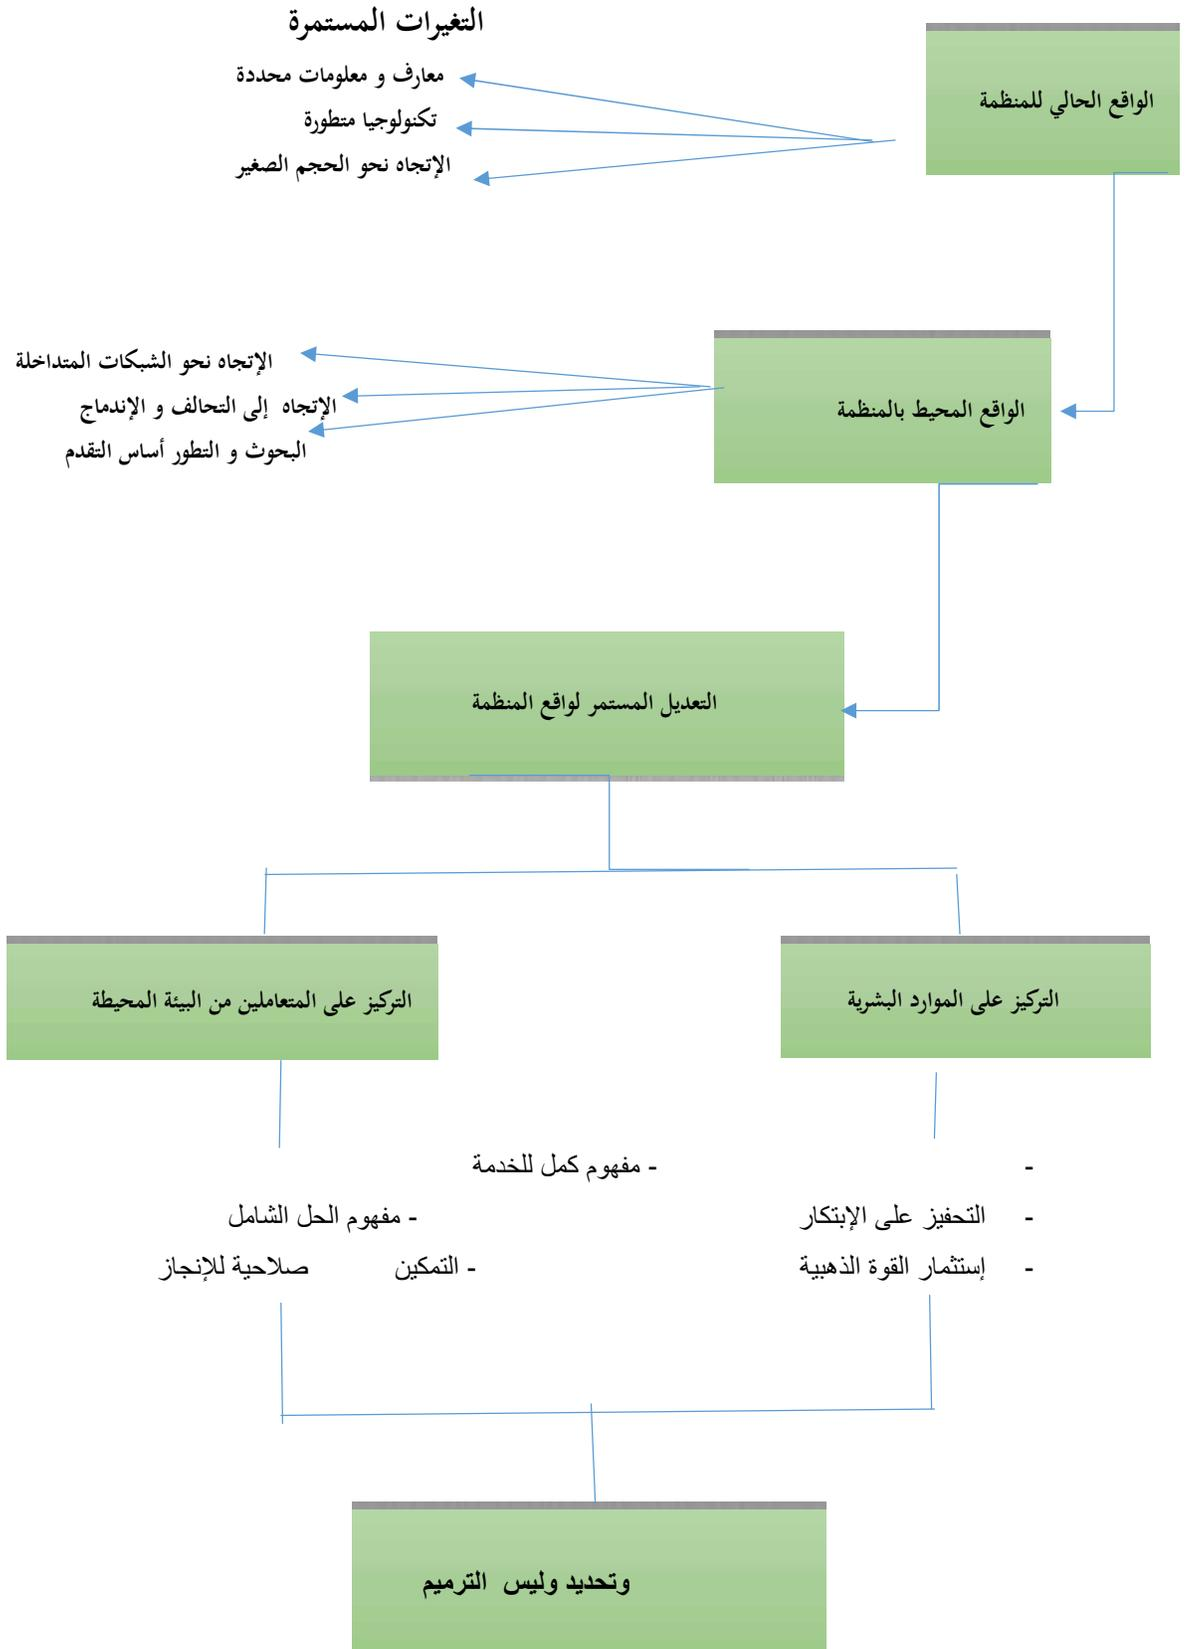 التغيرات المستمرة
الواقع الحالي للمنظمة
معارف و معلومات محددة
تكنولوجيا متطورة
الإتجاه نحو الحجم الصغير
الواقع المحيط بالمنظمة
الإتجاه نحو الشبكات المتداخلة
الإتجاه إلى التحالف و الإندماج
البحوث و التطور أساس التقدم
التعديل المستمر لواقع المنظمة
التركيز على الموارد البشرية
التركيز على المتعاملين من البيئة المحيطة
- - مفهوم كمل للخدمة
- التحفيز على الإبتكار - مفهوم الحل الشامل
- إستثمار القوة الذهبية - التمكين صلاحية للإنجاز
وتحديد وليس الترميم